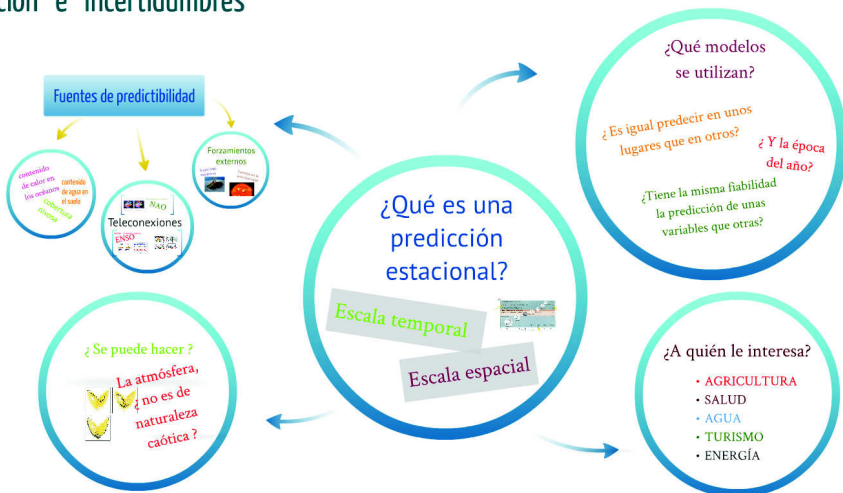 e incertidumbres
Fuentes de predictibilidad
contenido
de calor en
los océanos
contenido
de agua en
el suelo
cobertura
nivosa
NAO
Teleconexiones
ENSO
Forzamientos
externos
¿Qué es una
predicción
estacional?
Escala temporal
Escala espacial
¿Qué modelos
se utilizan?
¿ Es igual predecir en unos
lugares que en otros?
¿ Y la época
del año?
¿Tiene la misma fiabilidad
la predicción de unas
variables que otras?
¿ Se puede hacer ?
La atmósfera,
¿ no es de
naturaleza
caótica ?
¿A quién le interesa?
• AGRICULTURA
• SALUD
• AGUA
• TURISMO
• ENERGÍA